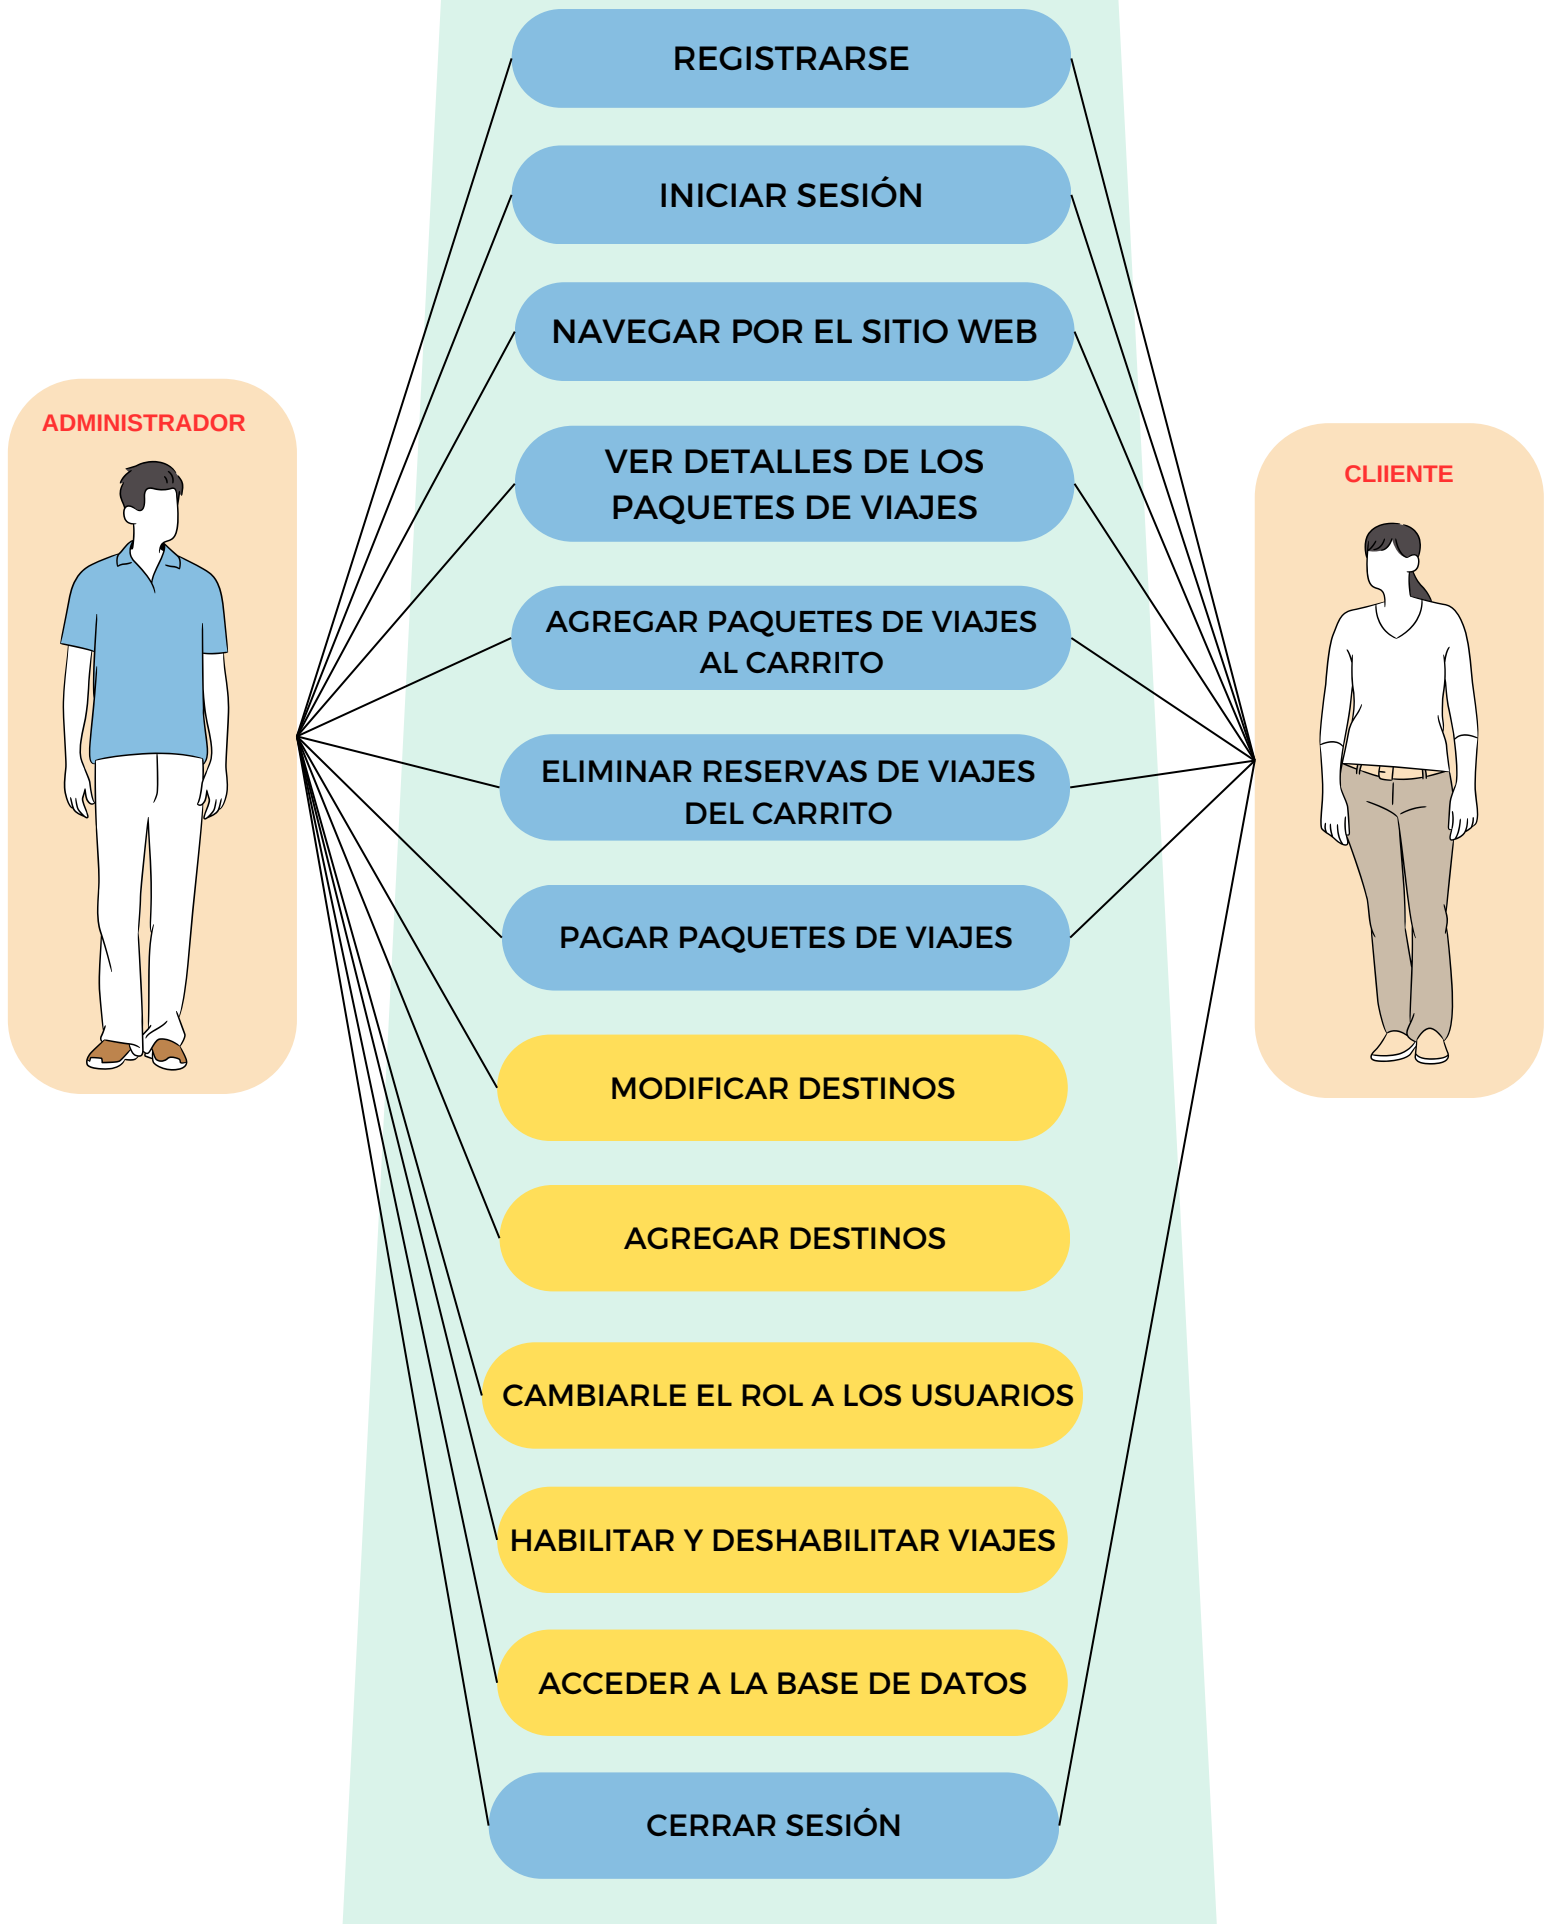 REGISTRARSE
INICIAR SESIÓN
NAVEGAR POR EL SITIO WEB
ADMINISTRADOR
VER DETALLES DE LOS
PAQUETES DE VIAJES
CLIIENTE
AGREGAR PAQUETES DE VIAJES
AL CARRITO
ELIMINAR RESERVAS DE VIAJES
DEL CARRITO
PAGAR PAQUETES DE VIAJES
MODIFICAR DESTINOS
AGREGAR DESTINOS
CAMBIARLE EL ROL A LOS USUARIOS
HABILITAR Y DESHABILITAR VIAJES
ACCEDER A LA BASE DE DATOS
CERRAR SESIÓN